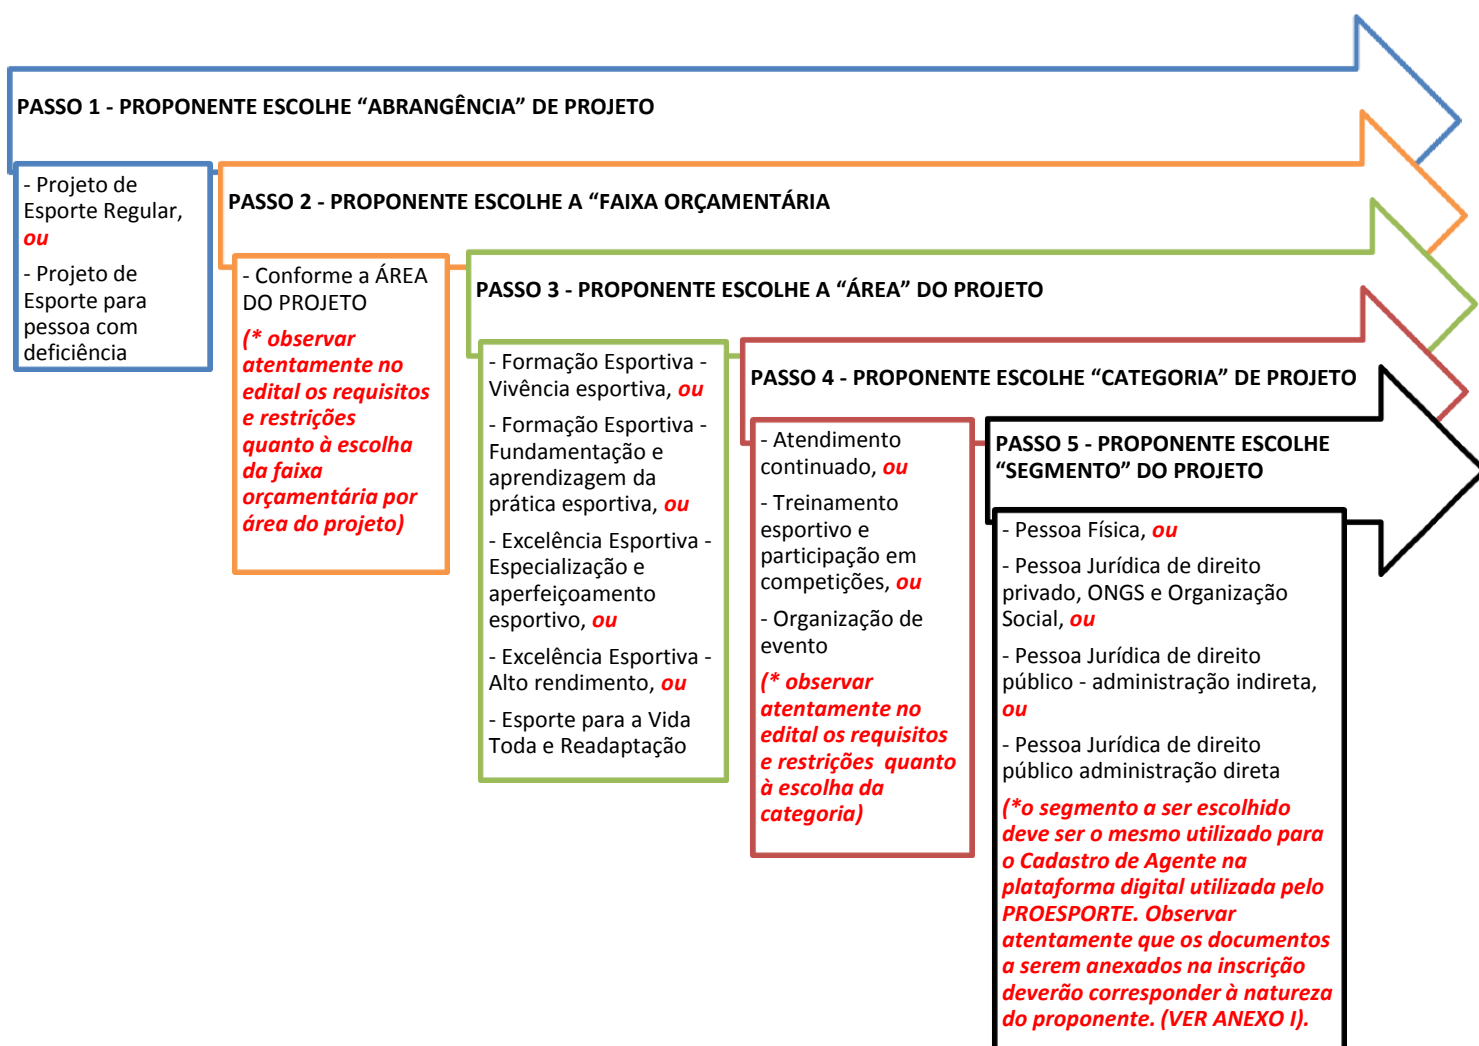 PASSO 1 - PROPONENTE ESCOLHE “ABRANGÊNCIA” DE PROJETO
- Projeto de
Esporte Regular,
ou
- Projeto de
Esporte para
pessoa com
deficiência
PASSO 2 - PROPONENTE ESCOLHE A “FAIXA ORÇAMENTÁRIA
- Conforme a ÁREA
DO PROJETO
(* observar
atentamente no
edital os requisitos
e restrições
quanto à escolha
da faixa
orçamentária por
área do projeto)
PASSO 3 - PROPONENTE ESCOLHE A “ÁREA” DO PROJETO
- Formação Esportiva -
Vivência esportiva, ou
- Formação Esportiva -
Fundamentação e
aprendizagem da
prática esportiva, ou
- Excelência Esportiva -
Especialização e
aperfeiçoamento
esportivo, ou
- Excelência Esportiva -
Alto rendimento, ou
- Esporte para a Vida
Toda e Readaptação
PASSO 4 - PROPONENTE ESCOLHE “CATEGORIA” DE PROJETO
- Atendimento
continuado, ou
- Treinamento
esportivo e
participação em
competições, ou
- Organização de
evento
(* observar
atentamente no
edital os requisitos
e restrições  quanto
à escolha da
categoria)
PASSO 5 - PROPONENTE ESCOLHE
“SEGMENTO” DO PROJETO
- Pessoa Física, ou
- Pessoa Jurídica de direito
privado, ONGS e Organização
Social, ou
- Pessoa Jurídica de direito
público - administração indireta,
ou
- Pessoa Jurídica de direito
público administração direta
(*o segmento a ser escolhido
deve ser o mesmo utilizado para
o Cadastro de Agente na
plataforma digital utilizada pelo
PROESPORTE. Observar
atentamente que os documentos
a serem anexados na inscrição
deverão corresponder à natureza
do proponente. (VER ANEXO I).